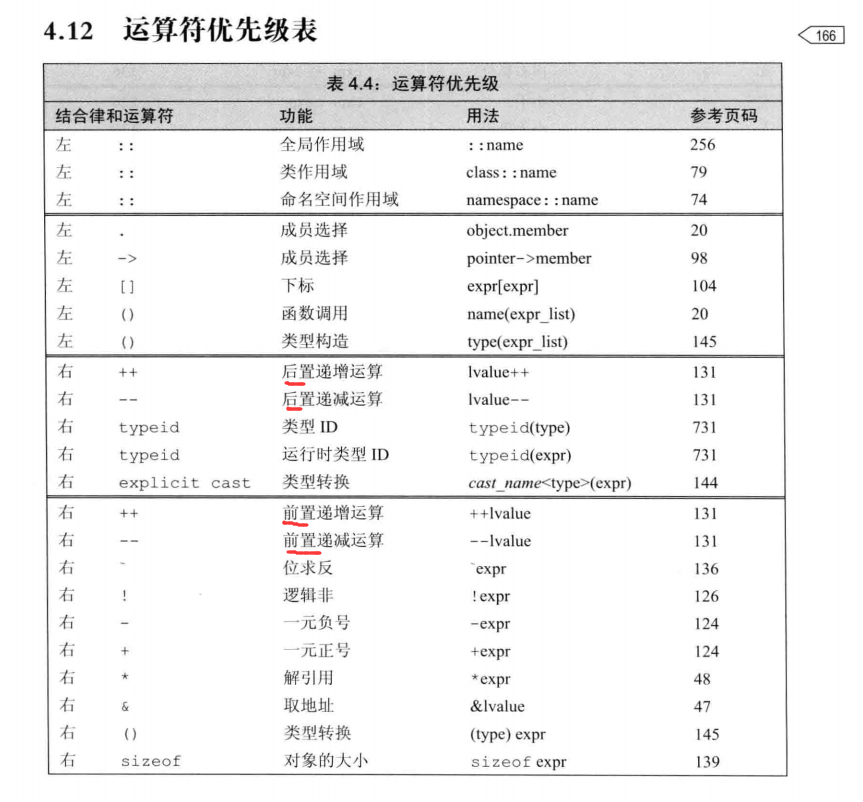 4.12 运算符优先级表
166
表 4.4：运算符优先级
结合律和运算符 功能 用法 参考页码
左 :: 全局作用域 ::name 256
左 :: 类作用域 class::name 79
左 :: 命名空间作用域 namespace::name 74
左 . 成员选择 object.member 20
左 -> 成员选择 pointer->member 98
左 [] 下标 expr[expr] 104
左 () 函数调用 name(expr_list) 20
左 () 类型构造 type(expr_list) 145
右 ++ 后置递增运算 lvalue++ 131
右 -- 后置递减运算 lvalue-- 131
右 typeid 类型 ID typeid(type) 731
右 typeid 运行时类型 ID typeid(expr) 731
右 explicit cast 类型转换 cast_name<type>(expr) 144
右 ++ 前置递增运算 ++lvalue 131
右 -- 前置递减运算 --lvalue 131
右 ~ 位求反 ~expr 136
右 ! 逻辑非 !expr 126
右 - 一元负号 -expr 124
右 + 一元正号 +expr 124
右 * 解引用 *expr 48
右 & 取地址 &lvalue 47
右 () 类型转换 (type) expr 145
右 sizeof 对象的大小 sizeof expr 139